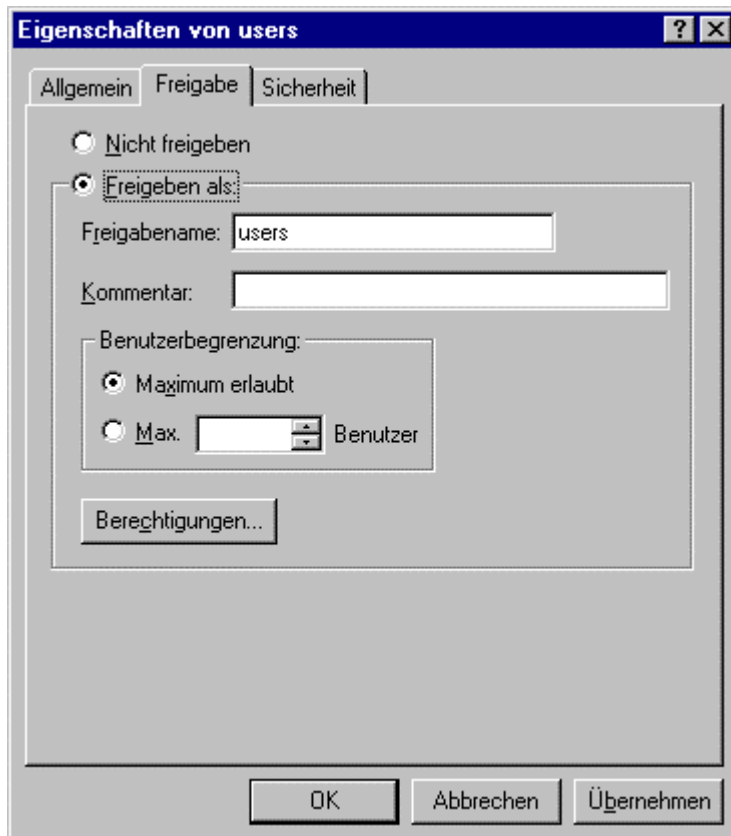 Eigenschaften von users
Allgemein Freigabe Sicherheit
Nicht freigeben
Freigeben als:
Freigabename: users
Kommentar:
Benutzerbegrenzung:
Maximum erlaubt
Max. Benutzer
Berechtigungen...
OK Abbrechen Übernehmen